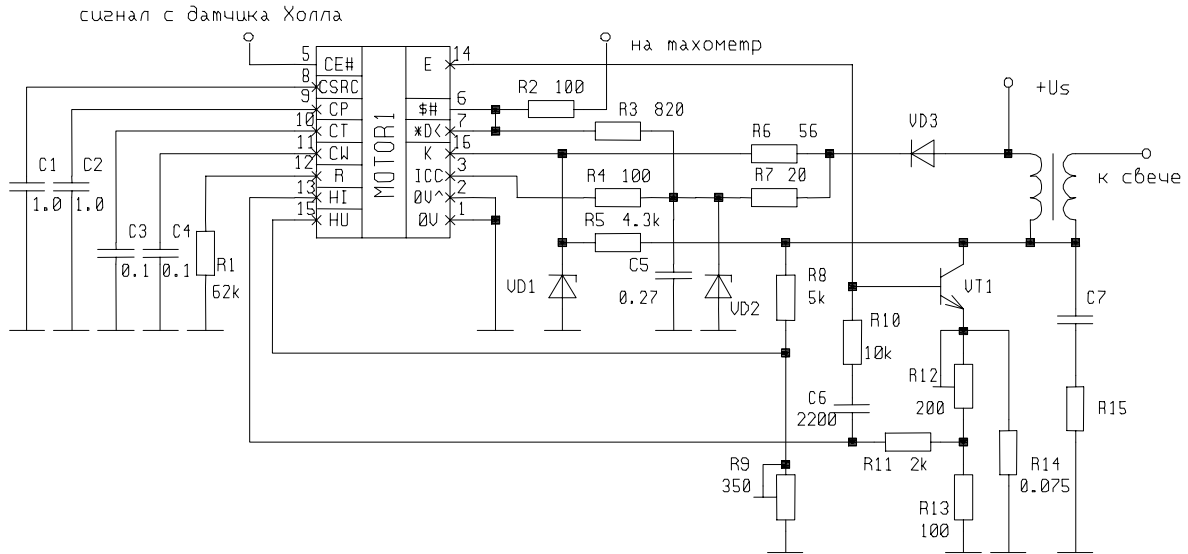 сигнал с датчика Холла
на тахометр
+Us
к свече
MOTOR1
5 CE#
8 CSRC
9 CP
10 CT
11 CW
12 R
13 HI
15 HU
E 14
$# 6
*D< 7
K 16
ICC 3
0V^ 2
0V 1
R2 100
R3 820
R6 56
VD3
R4 100
R7 20
R5 4.3k
C1
1.0
C2
1.0
C3
0.1
C4
0.1
R1
62k
VD1
C5
0.27
VD2
R8
5k
VT1
C7
R10
10k
R12
200
C6
2200
R15
R11 2k
R9
350
R14
0.075
R13
100